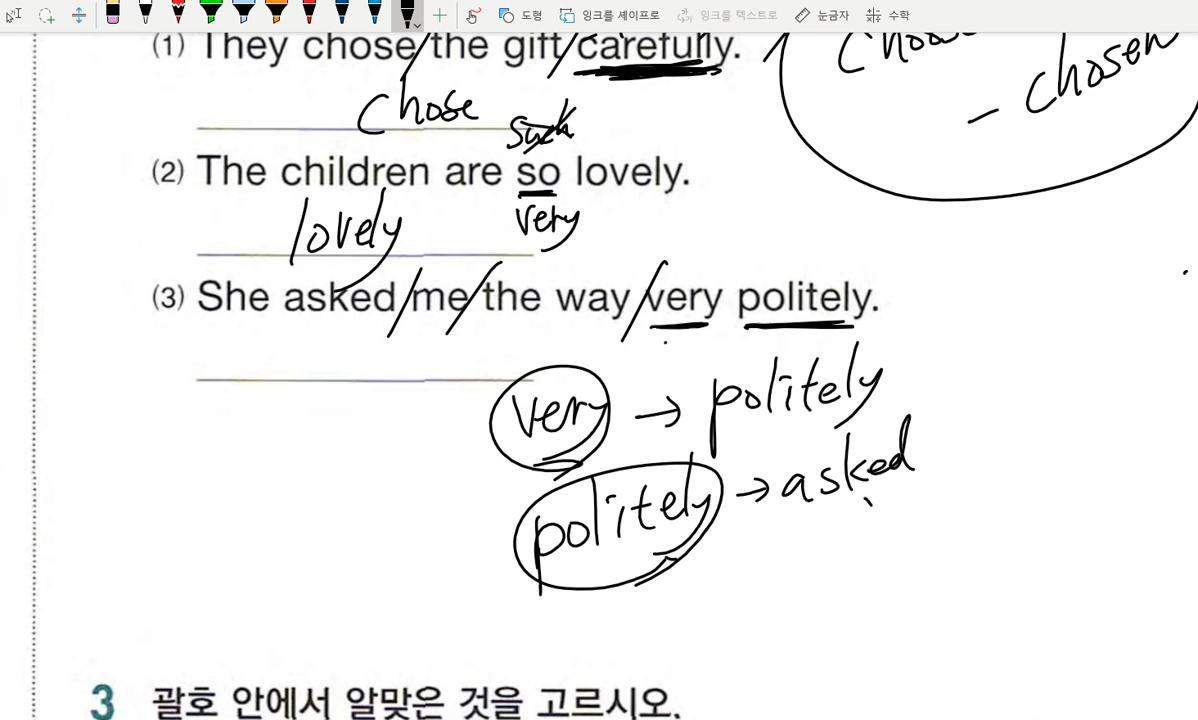 도형 잉크를 셰이프로 잉크를 텍스트로 눈금자 수학
(1) They chose/the gift/carefully.
- chosen
chose
such
(2) The children are so lovely.
lovely very
(3) She asked/me/the way/very politely.
very → politely
politely → asked
3 괄호 안에서 알맞은 것을 고르시오.